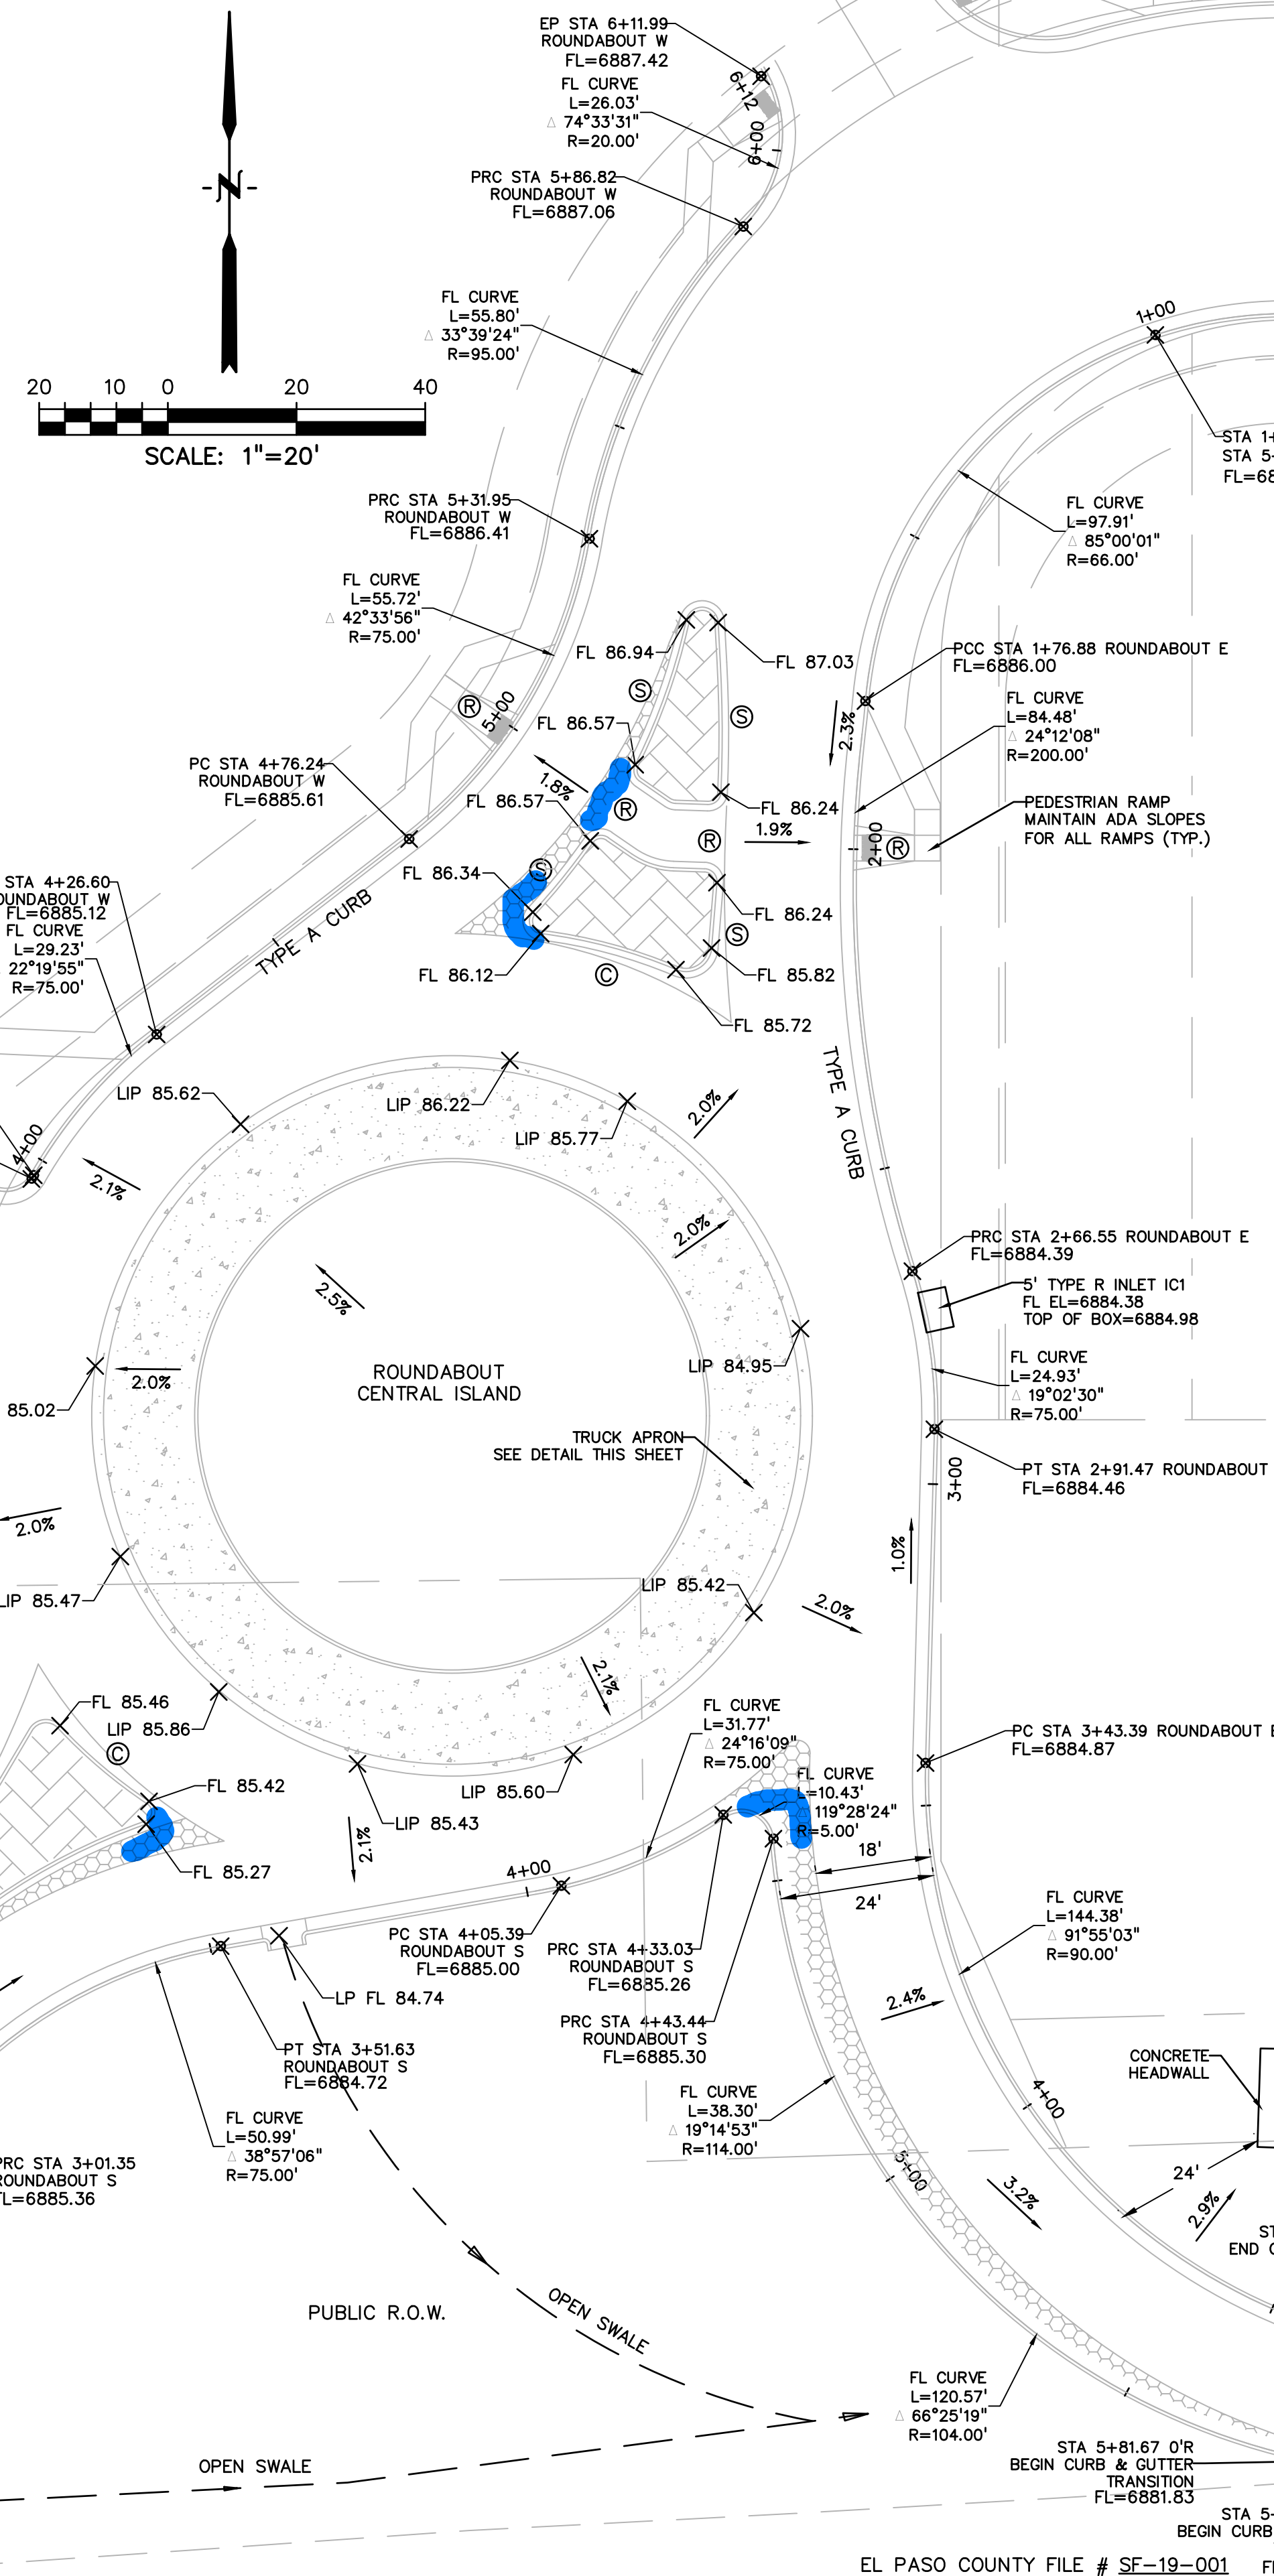 EP STA 6+11.99
ROUNDABOUT W
FL=6887.42
FL CURVE
L=26.03'
Δ 74°33'31"
R=20.00'
6+12
6+00
PRC STA 5+86.82
ROUNDABOUT W
FL=6887.06
N
FL CURVE
L=55.80'
Δ 33°39'24"
R=95.00'
20 10 0 20 40
SCALE: 1"=20'
1+00
STA 1+
STA 5-
FL=68
PRC STA 5+31.95
ROUNDABOUT W
FL=6886.41
FL CURVE
L=97.91'
Δ 85°00'01"
R=66.00'
FL CURVE
L=55.72'
Δ 42°33'56"
R=75.00'
FL 86.94
FL 87.03
PCC STA 1+76.88 ROUNDABOUT E
FL=6886.00
FL CURVE
L=84.48'
Δ 24°12'08"
R=200.00'
R
5+00
S
S
2.3%
FL 86.57
PC STA 4+76.24
ROUNDABOUT W
FL=6885.61
1.8%
FL 86.57
R
FL 86.24
PEDESTRIAN RAMP
MAINTAIN ADA SLOPES
FOR ALL RAMPS (TYP.)
R
1.9%
2+00
R
FL 86.34
S
STA 4+26.60
OUNDABOUT W
FL=6885.12
FL CURVE
L=29.23'
22°19'55"
R=75.00'
TYPE A CURB
FL 86.24
S
FL 86.12
C
FL 85.82
FL 85.72
TYPE A CURB
LIP 85.62
LIP 86.22
LIP 85.77
2.0%
4+00
2.1%
2.0%
2.5%
PRC STA 2+66.55 ROUNDABOUT E
FL=6884.39
5' TYPE R INLET IC1
FL EL=6884.38
TOP OF BOX=6884.98
ROUNDABOUT
CENTRAL ISLAND
LIP 84.95
2.0%
85.02
FL CURVE
L=24.93'
Δ 19°02'30"
R=75.00'
TRUCK APRON
SEE DETAIL THIS SHEET
PT STA 2+91.47 ROUNDABOUT
FL=6884.46
3+00
2.0%
1.0%
LIP 85.47
LIP 85.42
2.0%
2.1%
FL 85.46
LIP 85.86
C
FL CURVE
L=31.77'
Δ 24°16'09"
R=75.00'
PC STA 3+43.39 ROUNDABOUT E
FL=6884.87
FL 85.42
LIP 85.60
FL CURVE
L=10.43'
119°28'24"
R=5.00'
LIP 85.43
2.1%
FL 85.27
18'
24'
4+00
PC STA 4+05.39
ROUNDABOUT S
FL=6885.00
PRC STA 4+33.03
ROUNDABOUT S
FL=6885.26
FL CURVE
L=144.38'
Δ 91°55'03"
R=90.00'
LP FL 84.74
2.4%
PRC STA 4+43.44
ROUNDABOUT S
FL=6885.30
PT STA 3+51.63
ROUNDABOUT S
FL=6884.72
CONCRETE
HEADWALL
4+00
FL CURVE
L=38.30'
Δ 19°14'53"
R=114.00'
FL CURVE
L=50.99'
Δ 38°57'06"
R=75.00'
PRC STA 3+01.35
ROUNDABOUT S
FL=6885.36
5+00
3.2%
24'
2.9%
ST
END C
PUBLIC R.O.W.
OPEN SWALE
FL CURVE
L=120.57'
Δ 66°25'19"
R=104.00'
OPEN SWALE
STA 5+81.67 0'R
BEGIN CURB & GUTTER
TRANSITION
FL=6881.83
STA 5-
BEGIN CURB
EL PASO COUNTY FILE # SF-19-001